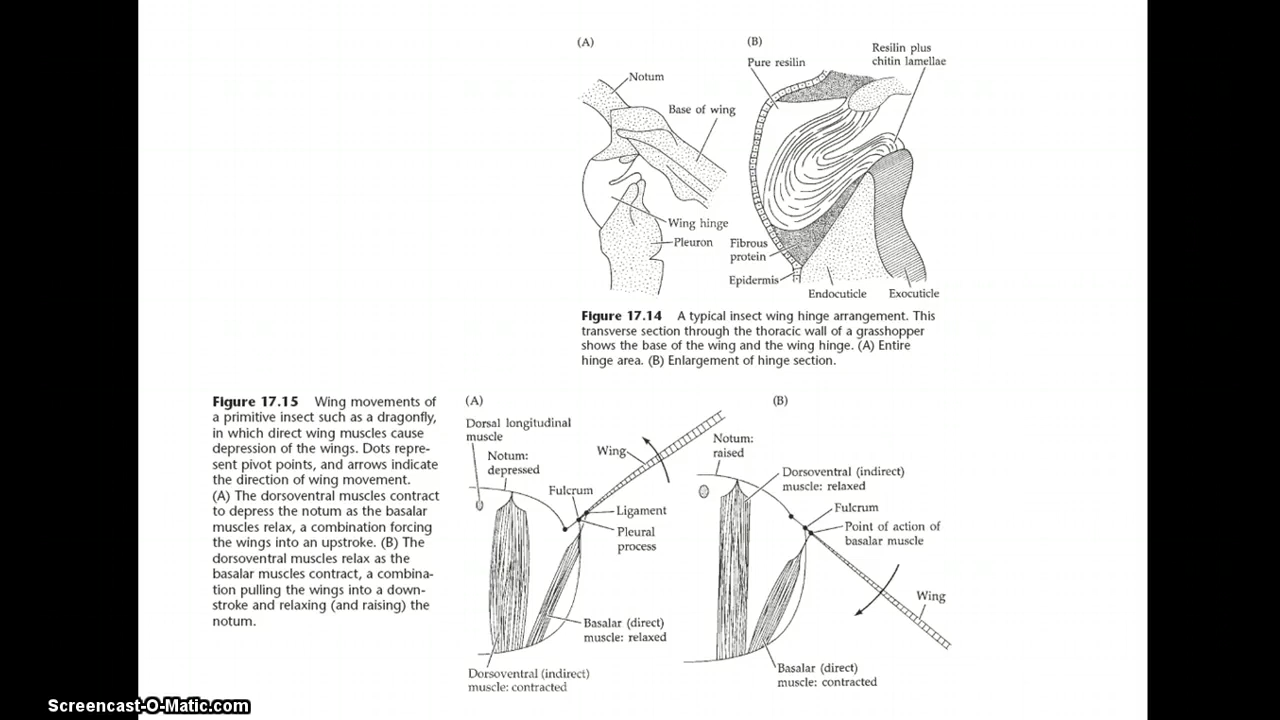 (A)
(B)
Resilin plus
chitin lamellae
Pure resilin
Notum
Base of wing
Wing hinge
Pleuron
Fibrous
protein
Epidermis
Endocuticle
Exocuticle
Figure 17.14 A typical insect wing hinge arrangement. This
transverse section through the thoracic wall of a grasshopper
shows the base of the wing and the wing hinge. (A) Entire
hinge area. (B) Enlargement of hinge section.
Figure 17.15 Wing movements of
a primitive insect such as a dragonfly,
in which direct wing muscles cause
depression of the wings. Dots repre-
sent pivot points, and arrows indicate
the direction of wing movement.
(A) The dorsoventral muscles contract
to depress the notum as the basalar
muscles relax, a combination forcing
the wings into an upstroke. (B) The
dorsoventral muscles relax as the
basalar muscles contract, a combina-
tion pulling the wings into a down-
stroke and relaxing (and raising) the
notum.
(A)
Dorsal longitudinal
muscle
Notum:
depressed
Wing
Fulcrum
Ligament
Pleural
process
Basalar (direct)
muscle: relaxed
Dorsoventral (indirect)
muscle: contracted
(B)
Notum:
raised
Dorsoventral (indirect)
muscle: relaxed
Fulcrum
Point of action of
basalar muscle
Wing
Basalar (direct)
muscle: contracted
Screencast-O-Matic.com